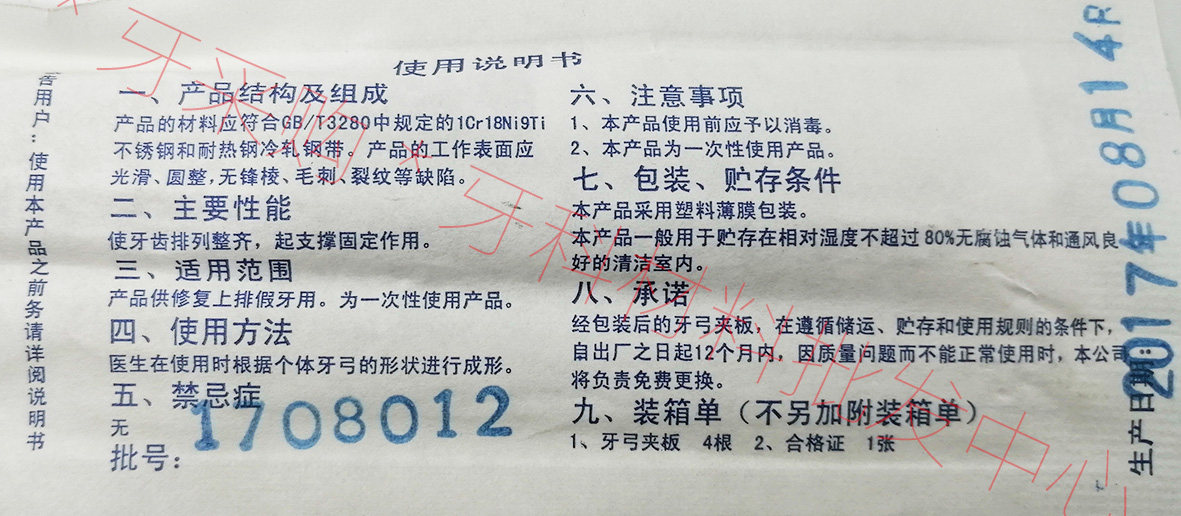 使用说明书
一、产品结构及组成
产品的材料应符合GB/T3280中规定的1Cr18Ni9Ti
不锈钢和耐热钢冷轧钢带。产品的工作表面应
光滑、圆整,无锋棱、毛刺、裂纹等缺陷。
二、主要性能
使牙齿排列整齐，起支撑固定作用。
三、适用范围
产品供修复上排假牙用。为一次性使用产品。
四、使用方法
医生在使用时根据个体牙弓的形状进行成形。
五、禁忌症
无
批号：1708012
六、注意事项
1、本产品使用前应予以消毒。
2、本产品为一次性使用产品。
七、包装、贮存条件
本产品采用塑料薄膜包装。
本产品一般用于贮存在相对湿度不超过80%无腐蚀气体和通风良
好的清洁室内。
八、承诺
经包装后的牙弓夹板，在遵循储运、贮存和使用规则的条件下，
自出厂之日起12个月内，因质量问题而不能正常使用时，本公司
将负责免费更换。
九、装箱单（不另加附装箱单）
1、牙弓夹板 4根 2、合格证 1张
用户：使用本产品之前务请详阅说明书
生产日期：2017年08月14
牙科材料批发中心